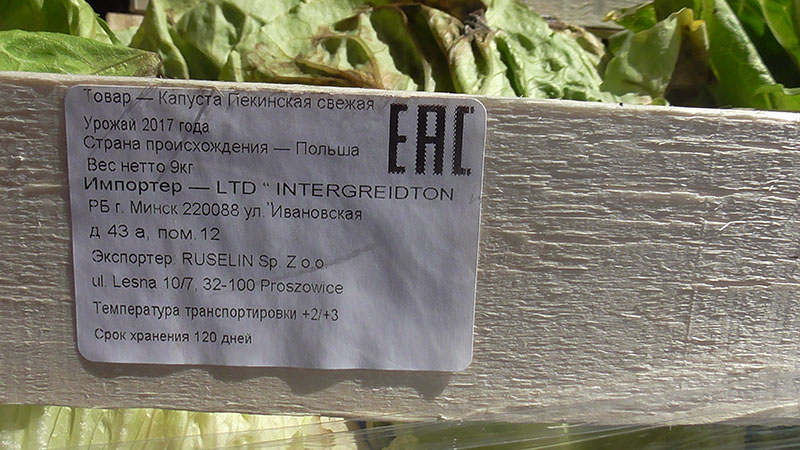 Товар — Капуста Пекинская свежая
EAC
Урожай 2017 года
Страна происхождения — Польша
Вес нетто 9кг
Импортер — LTD " INTERGREIDTON
РБ г. Минск 220088 ул."Ивановская
д 43 а, пом.12
Экспортер: RUSELIN Sp. Z o.o.
ul. Lesna 10/7, 32-100 Proszowice
Температура транспортировки +2/+3
Срок хранения 120 дней